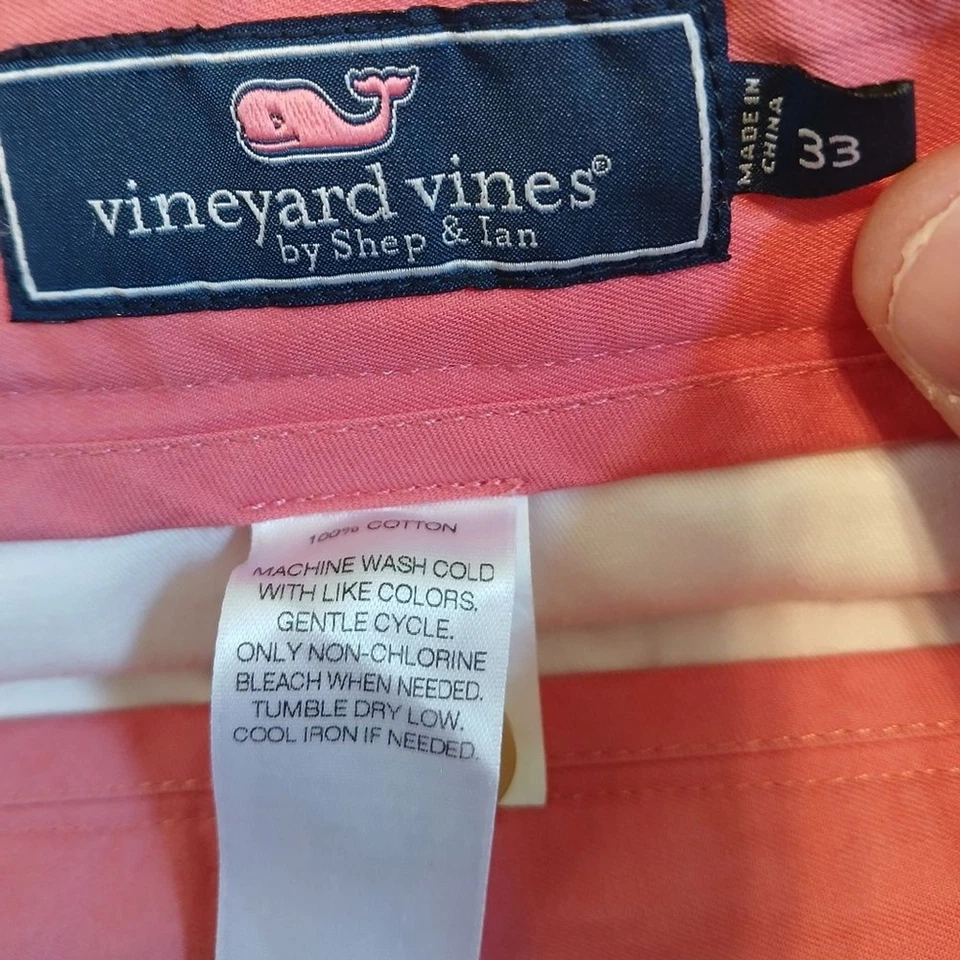 vineyard vines®
by Shep & Ian
MADE IN
CHINA
33
100% COTTON
MACHINE WASH COLD
WITH LIKE COLORS.
GENTLE CYCLE.
ONLY NON-CHLORINE
BLEACH WHEN NEEDED.
TUMBLE DRY LOW.
COOL IRON IF NEEDED.